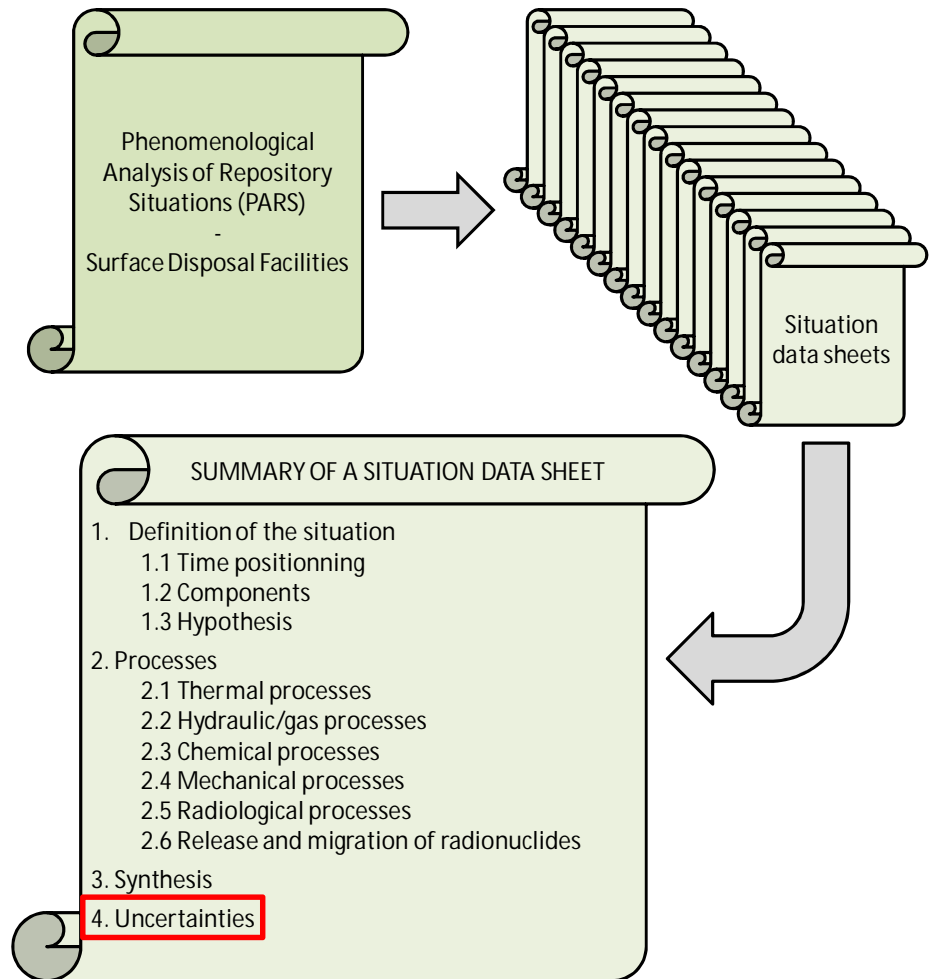 Phenomenological
Analysis of Repository
Situations (PARS)
-
Surface Disposal Facilities
Situation
data sheets
SUMMARY OF A SITUATION DATA SHEET
1. Definition of the situation
1.1 Time positionning
1.2 Components
1.3 Hypothesis
2. Processes
2.1 Thermal processes
2.2 Hydraulic/gas processes
2.3 Chemical processes
2.4 Mechanical processes
2.5 Radiological processes
2.6 Release and migration of radionuclides
3. Synthesis
4. Uncertainties